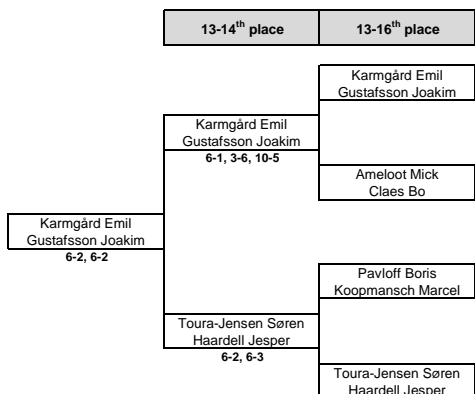 13-14th place
13-16th place
Karmgård Emil
Gustafsson Joakim
Karmgård Emil
Gustafsson Joakim
6-1, 3-6, 10-5
Ameloot Mick
Claes Bo
Karmgård Emil
Gustafsson Joakim
6-2, 6-2
Pavloff Boris
Koopmansch Marcel
Toura-Jensen Søren
Haardell Jesper
6-2, 6-3
Toura-Jensen Søren
Haardell Jesper